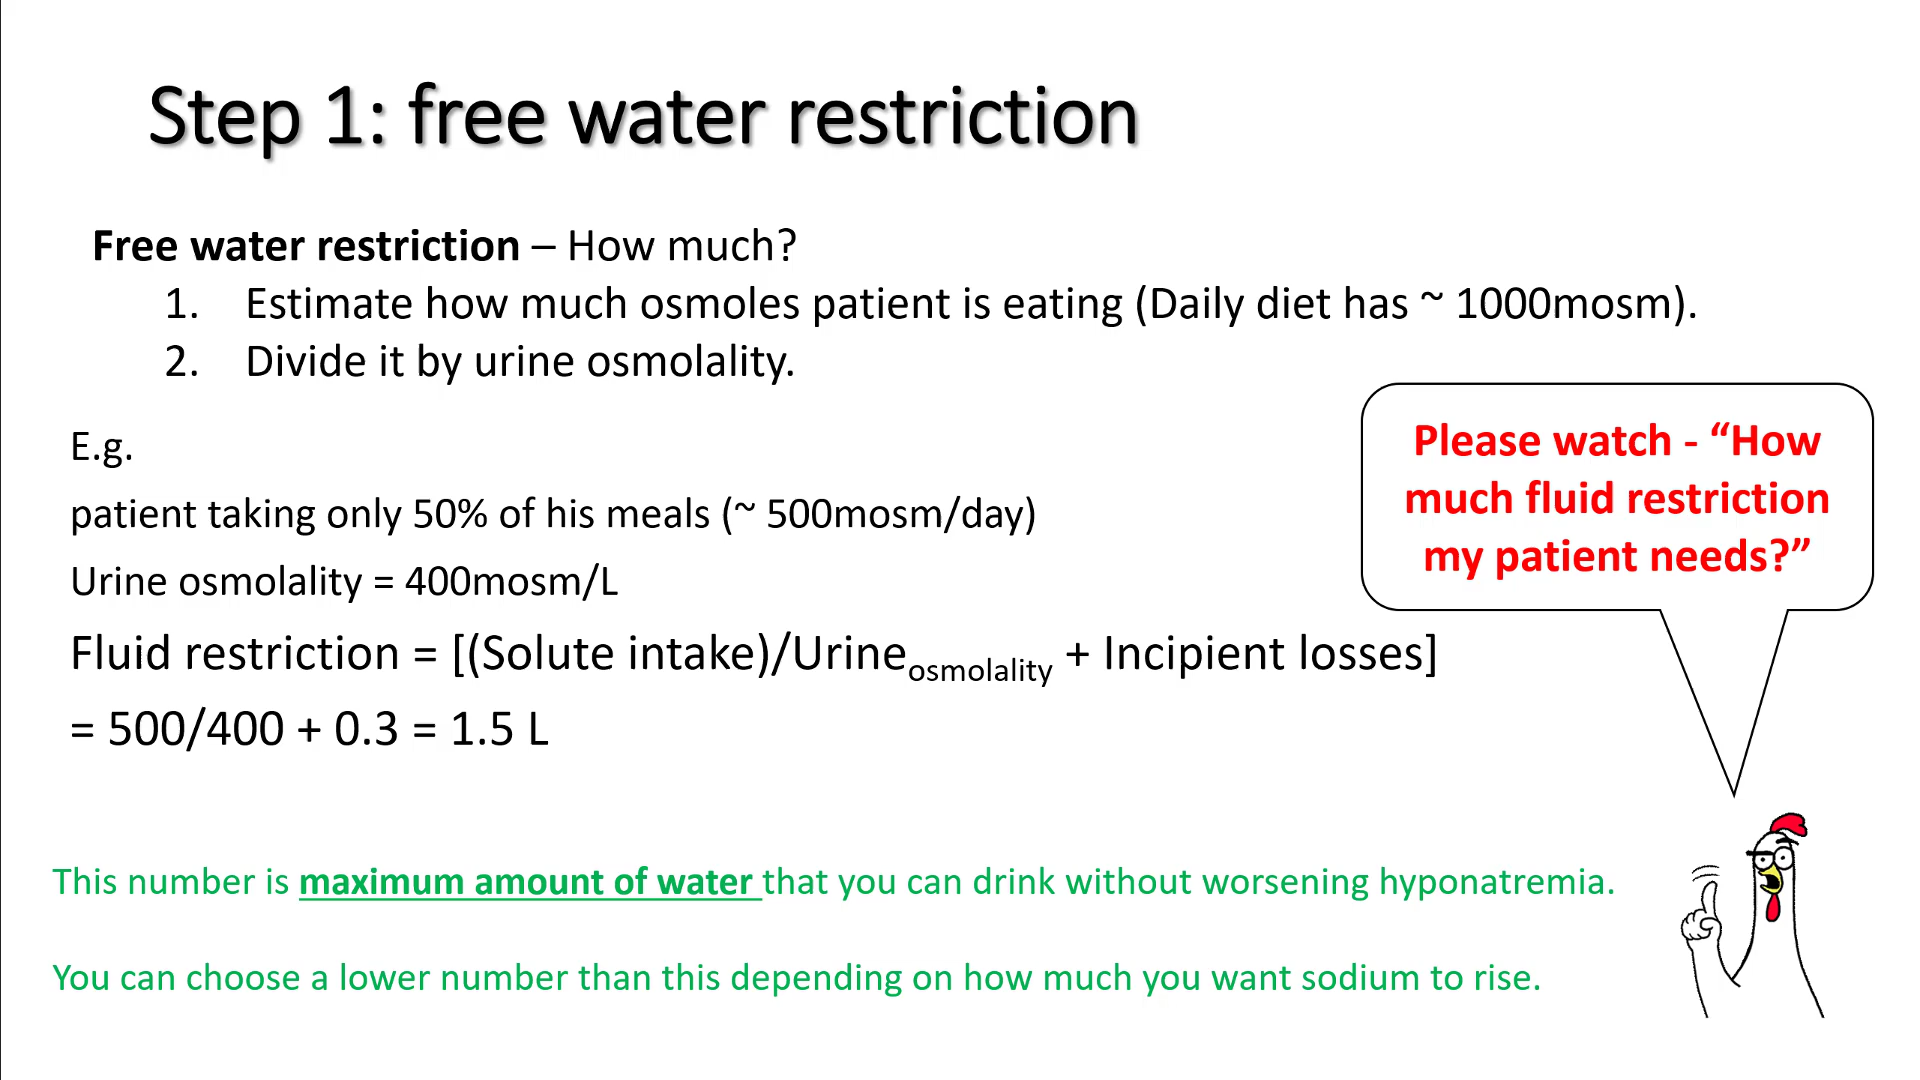 Step 1: free water restriction
Free water restriction – How much?
1. Estimate how much osmoles patient is eating (Daily diet has ~ 1000mosm).
2. Divide it by urine osmolality.
E.g.
patient taking only 50% of his meals (~ 500mosm/day)
Urine osmolality = 400mosm/L
Fluid restriction = [(Solute intake)/Urine osmolality + Incipient losses]
= 500/400 + 0.3 = 1.5 L
Please watch - “How
much fluid restriction
my patient needs?”
This number is maximum amount of water that you can drink without worsening hyponatremia.
You can choose a lower number than this depending on how much you want sodium to rise.